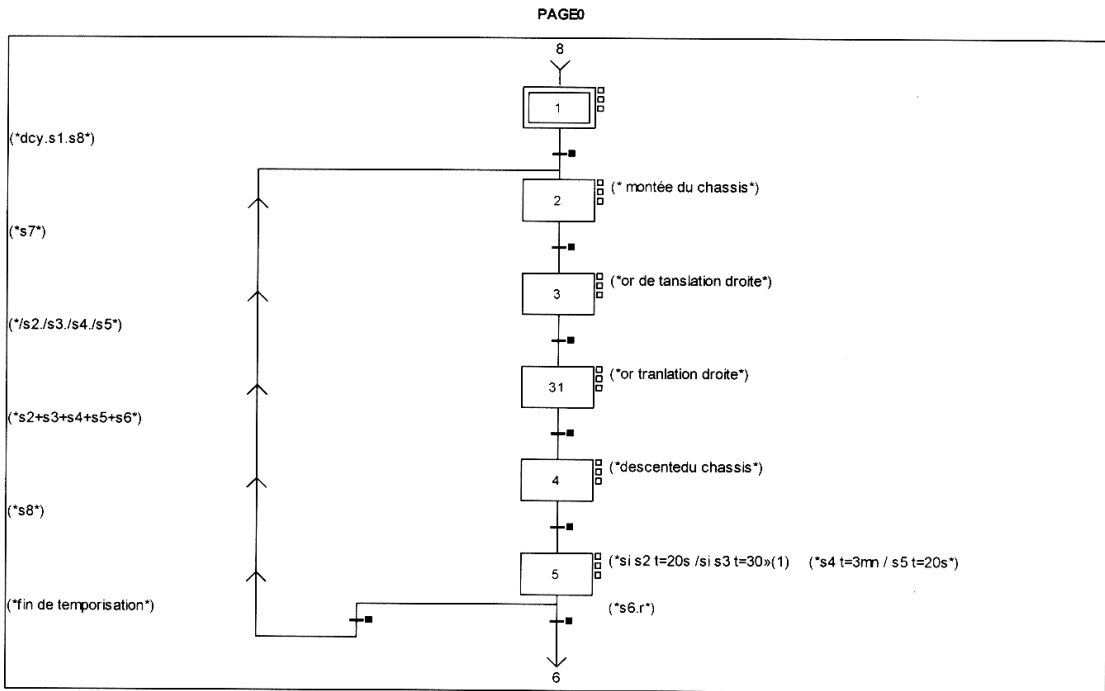 PAGE0
8
1
(*dcy.s1.s8*)
2
(* montée du chassis*)
(*s7*)
3
(*or de tanslation droite*)
(*/s2./s3./s4./s5*)
31
(*or tranlation droite*)
(*s2+s3+s4+s5+s6*)
4
(*descentedu chassis*)
(*s8*)
5
(*si s2 t=20s /si s3 t=30»(1) (*s4 t=3mn / s5 t=20s*)
(*fin de temporisation*)
(*s6.r*)
6